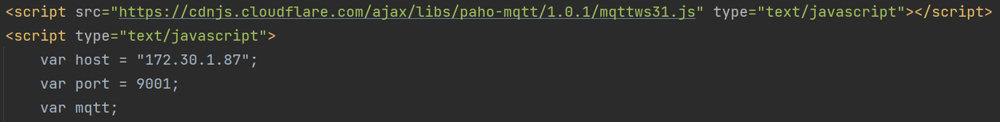 <script src="https://cdnjs.cloudflare.com/ajax/libs/paho-mqtt/1.0.1/mqttws31.js" type="text/javascript"></script>
<script type="text/javascript">
    var host = "172.30.1.87";
    var port = 9001;
    var mqtt;